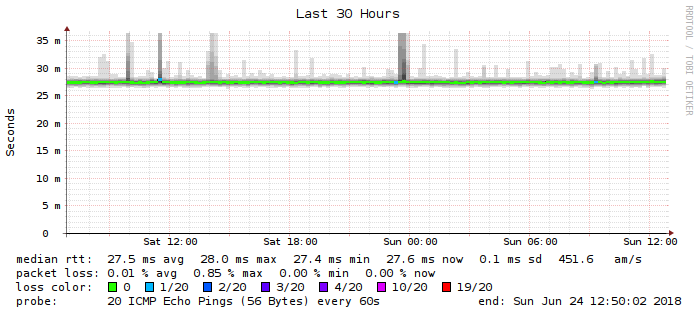 Last 30 Hours
RRDTOOL / TOBI OETIKER
Seconds
35 m
30 m
25 m
20 m
15 m
10 m
5 m
0
Sat 12:00 Sat 18:00 Sun 00:00 Sun 06:00 Sun 12:00
median rtt: 27.5 ms avg 28.0 ms max 27.4 ms min 27.6 ms now 0.1 ms sd 451.6 am/s
packet loss: 0.01 % avg 0.85 % max 0.00 % min 0.00 % now
loss color: 0 1/20 2/20 3/20 4/20 10/20 19/20
probe: 20 ICMP Echo Pings (56 Bytes) every 60s end: Sun Jun 24 12:50:02 2018